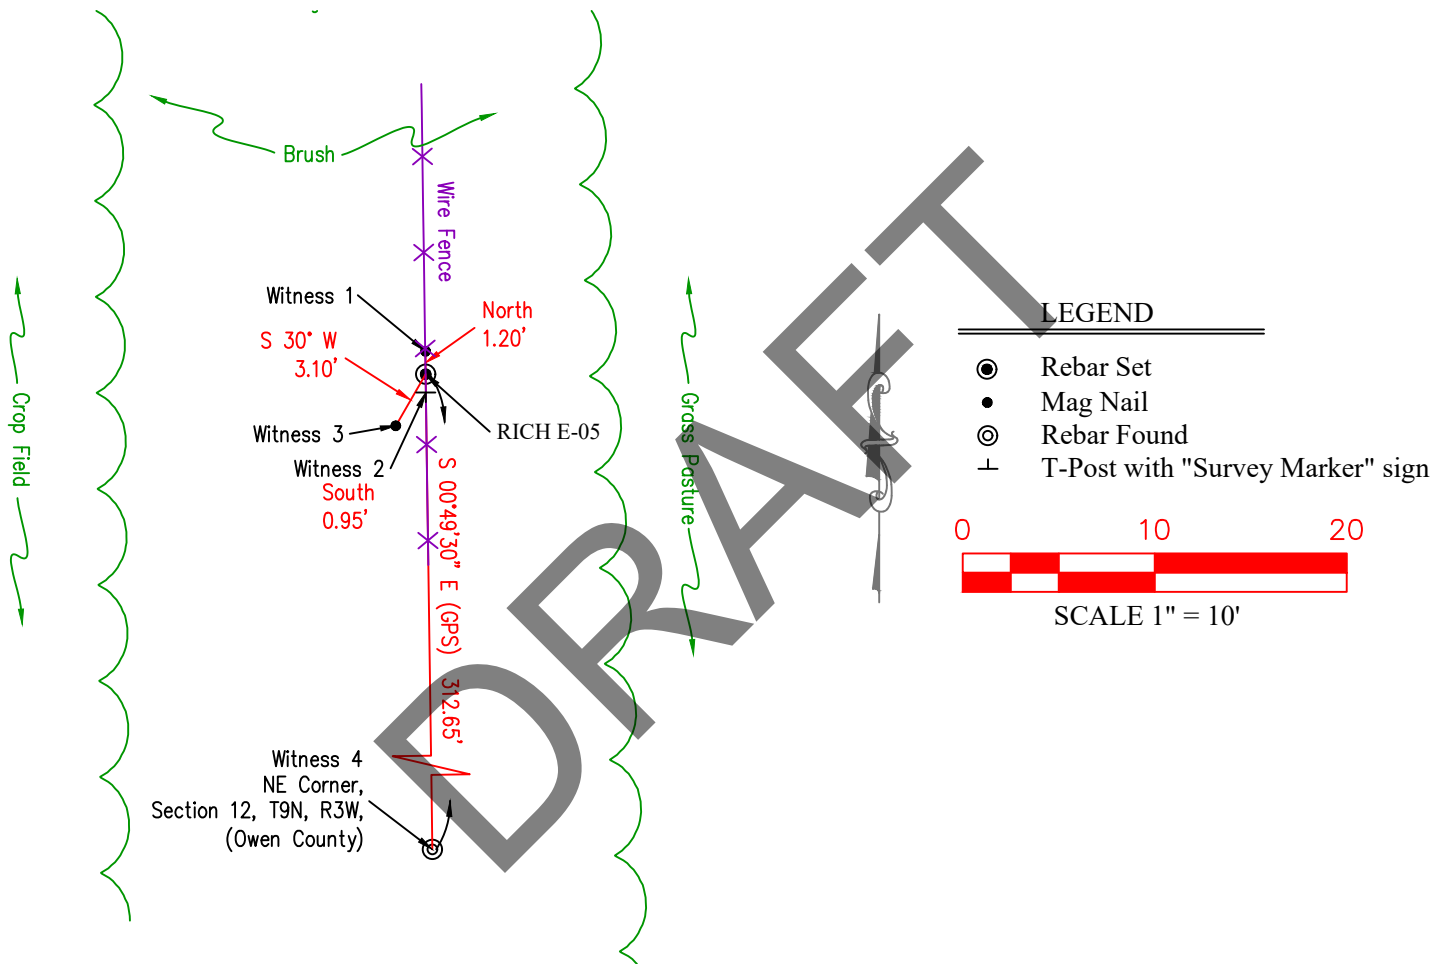 Brush
Wire Fence
Witness 1
North
1.20'
S 30° W
3.10'
Witness 3
Witness 2
South
0.95'
RICH E-05
S 00°49'30" E (GPS) 312.65'
Crop Field
Grass Pasture
Witness 4
NE Corner,
Section 12, T9N, R3W,
(Owen County)
DRAFT
LEGEND
Rebar Set
Mag Nail
Rebar Found
T-Post with "Survey Marker" sign
0 10 20
SCALE 1" = 10'